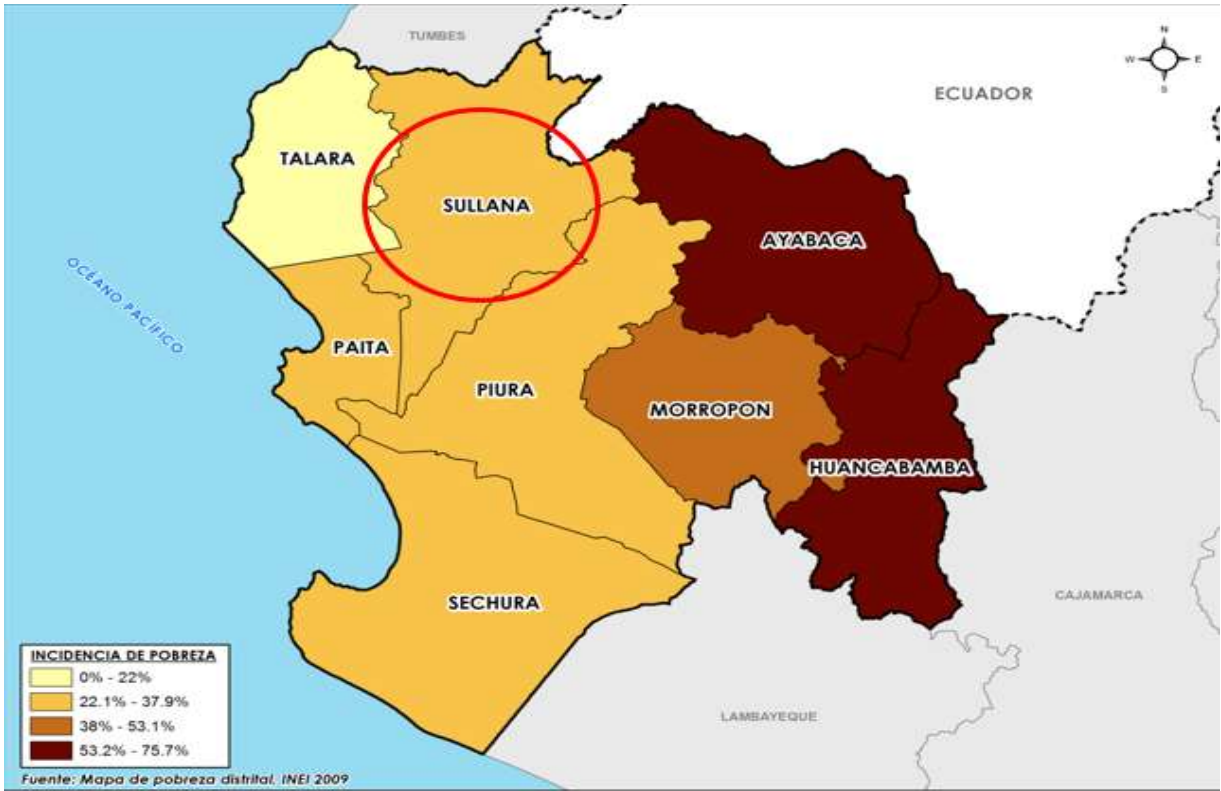 TUMBES
N
W
E
S
ECUADOR
TALARA
SULLANA
AYABACA
OCÉANO PACÍFICO
PAITA
PIURA
MORROPON
HUANCABAMBA
SECHURA
CAJAMARCA
LAMBAYEQUE
INCIDENCIA DE POBREZA
0% - 22%
22.1% - 37.9%
38% - 53.1%
53.2% - 75.7%
Fuente: Mapa de pobreza distrital, INEI 2009